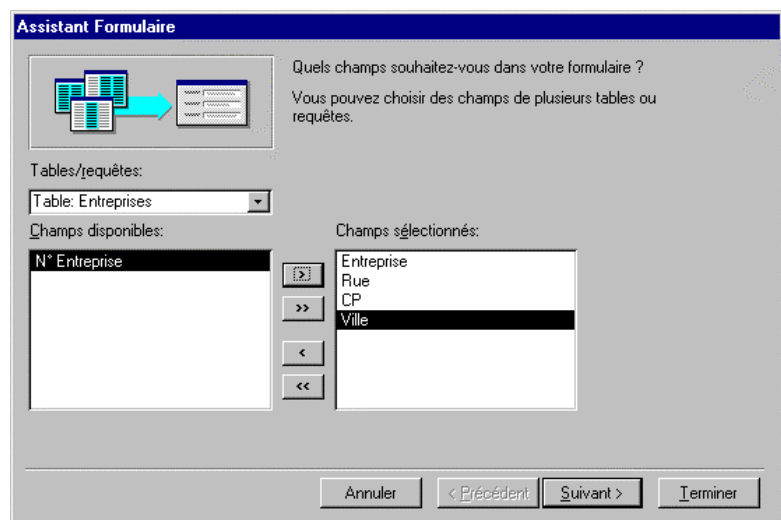 Assistant Formulaire
Quels champs souhaitez-vous dans votre formulaire ?
Vous pouvez choisir des champs de plusieurs tables ou
requêtes.
Tables/requêtes:
Table: Entreprises
Champs disponibles:
Champs sélectionnés:
N° Entreprise
Entreprise
Rue
CP
Ville
>
>>
<
<<
Annuler
< Précédent
Suivant >
Terminer